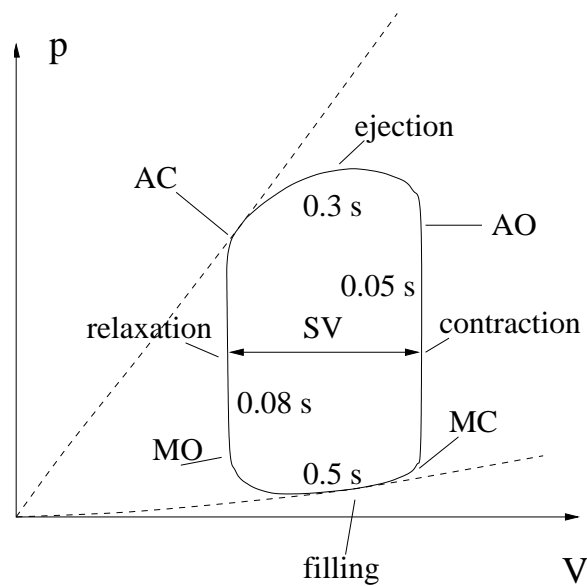 p
ejection
AC
0.3 s
AO
0.05 s
relaxation
SV
contraction
0.08 s
MO
MC
0.5 s
filling
V